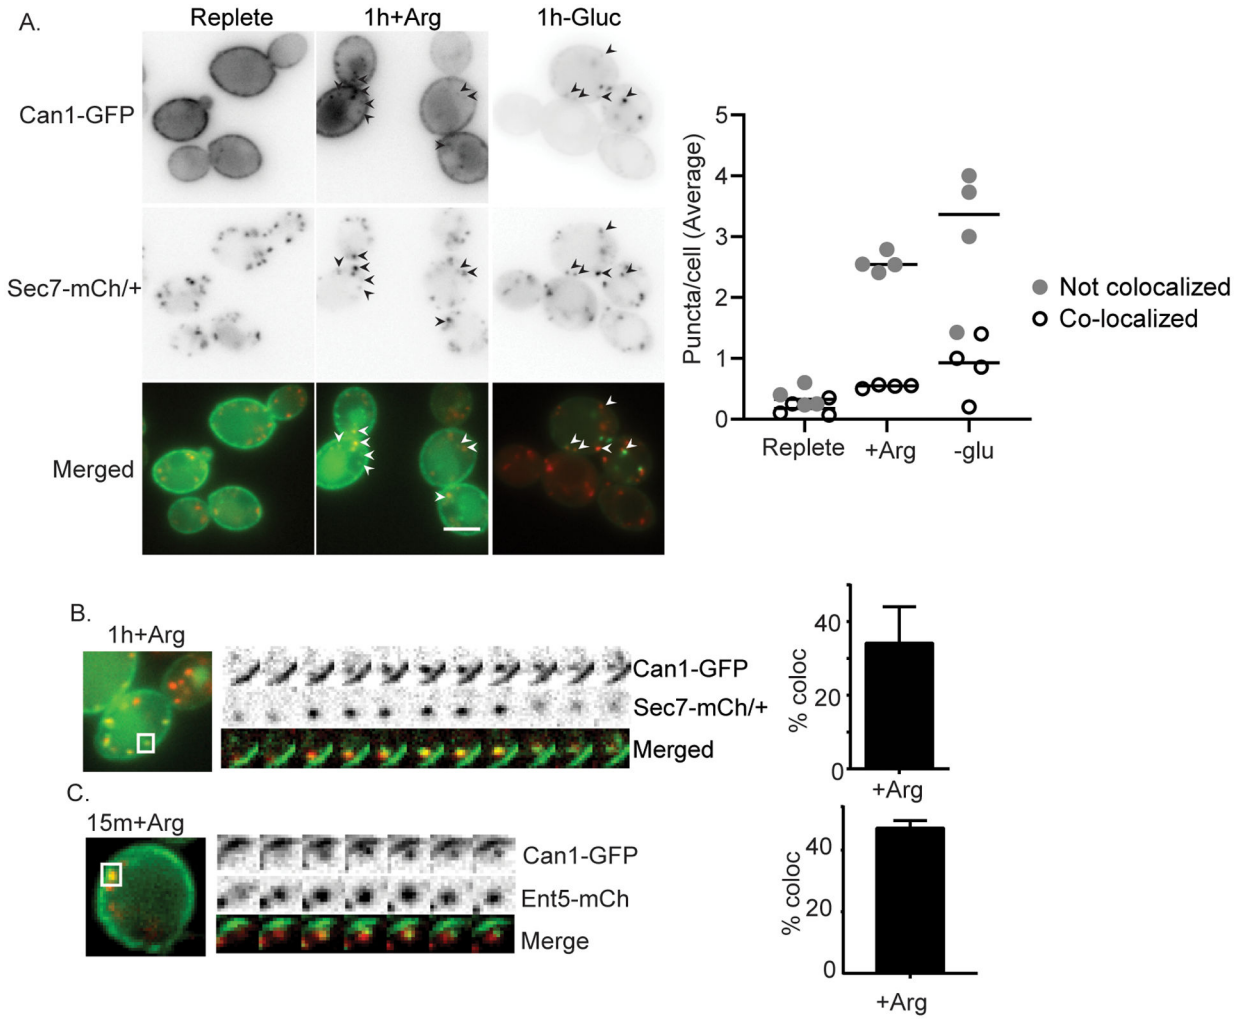 A.
Replete
1h+Arg
1h-Gluc
Can1-GFP
Sec7-mCh/+
Merged
Puncta/cell (Average)
5
4
3
2
1
0
Replete
+Arg
-glu
Not colocalized
Co-localized
B.
1h+Arg
Can1-GFP
Sec7-mCh/+
Merged
% coloc
40
20
0
+Arg
C.
15m+Arg
Can1-GFP
Ent5-mCh
Merge
% coloc
40
20
0
+Arg